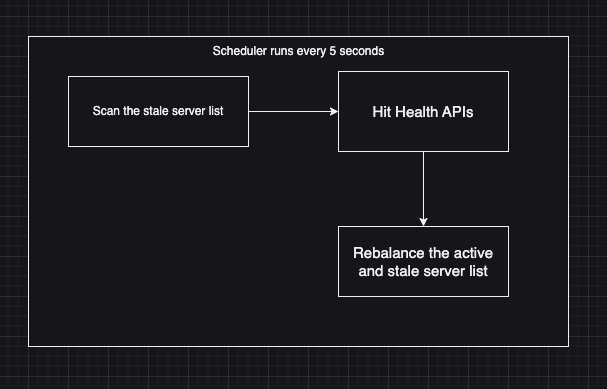 Scheduler runs every 5 seconds
Scan the stale server list
Hit Health APIs
Rebalance the active
and stale server list